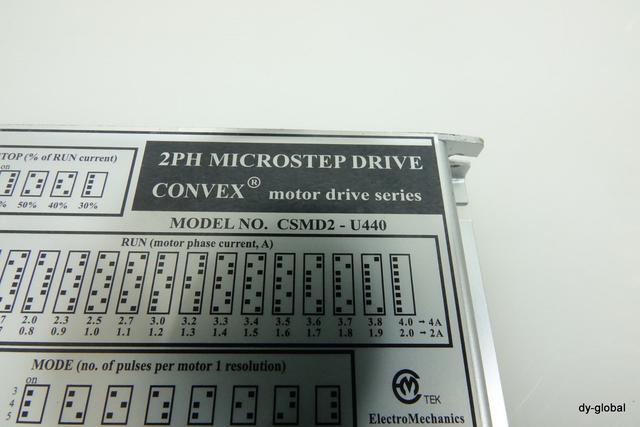 TOP (% of RUN current)
on
50% 40% 30%
2PH MICROSTEP DRIVE
CONVEX® motor drive series
MODEL NO. CSMD2 - U440
RUN (motor phase current, A)
2.0 2.3 2.5 2.7 3.0 3.2 3.3 3.4 3.5 3.6 3.7 3.8 4.0 → 4A
0.8 0.9 1.0 1.1 1.2 1.3 1.4 1.5 1.6 1.7 1.8 1.9 2.0 → 2A
MODE (no. of pulses per motor 1 resolution)
on
3
4
5
CM TEK
ElectroMechanics
dy-global